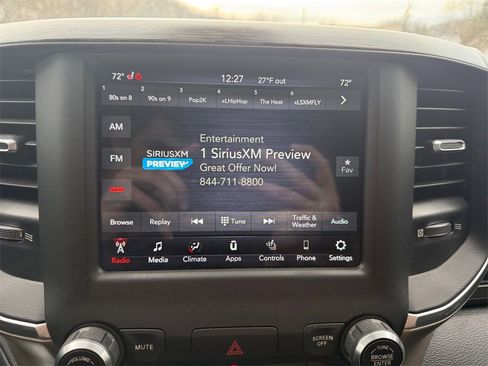 72° 12:27 27°F out 72°
1 2 3 4 5 6
80s on 8 90s on 9 Pop2K xLHipHop The Heat xLSXMFLY
AM
Entertainment
SIRIUSXM 1 SiriusXM Preview
FM PREVIEW Great Offer Now! Fav
844-711-8800
Browse Replay Tune Traffic & Weather Audio
Radio Media Climate Apps Controls Phone Settings
MUTE SCREEN OFF
VOLUME TUNE
BROWSE
ENTER